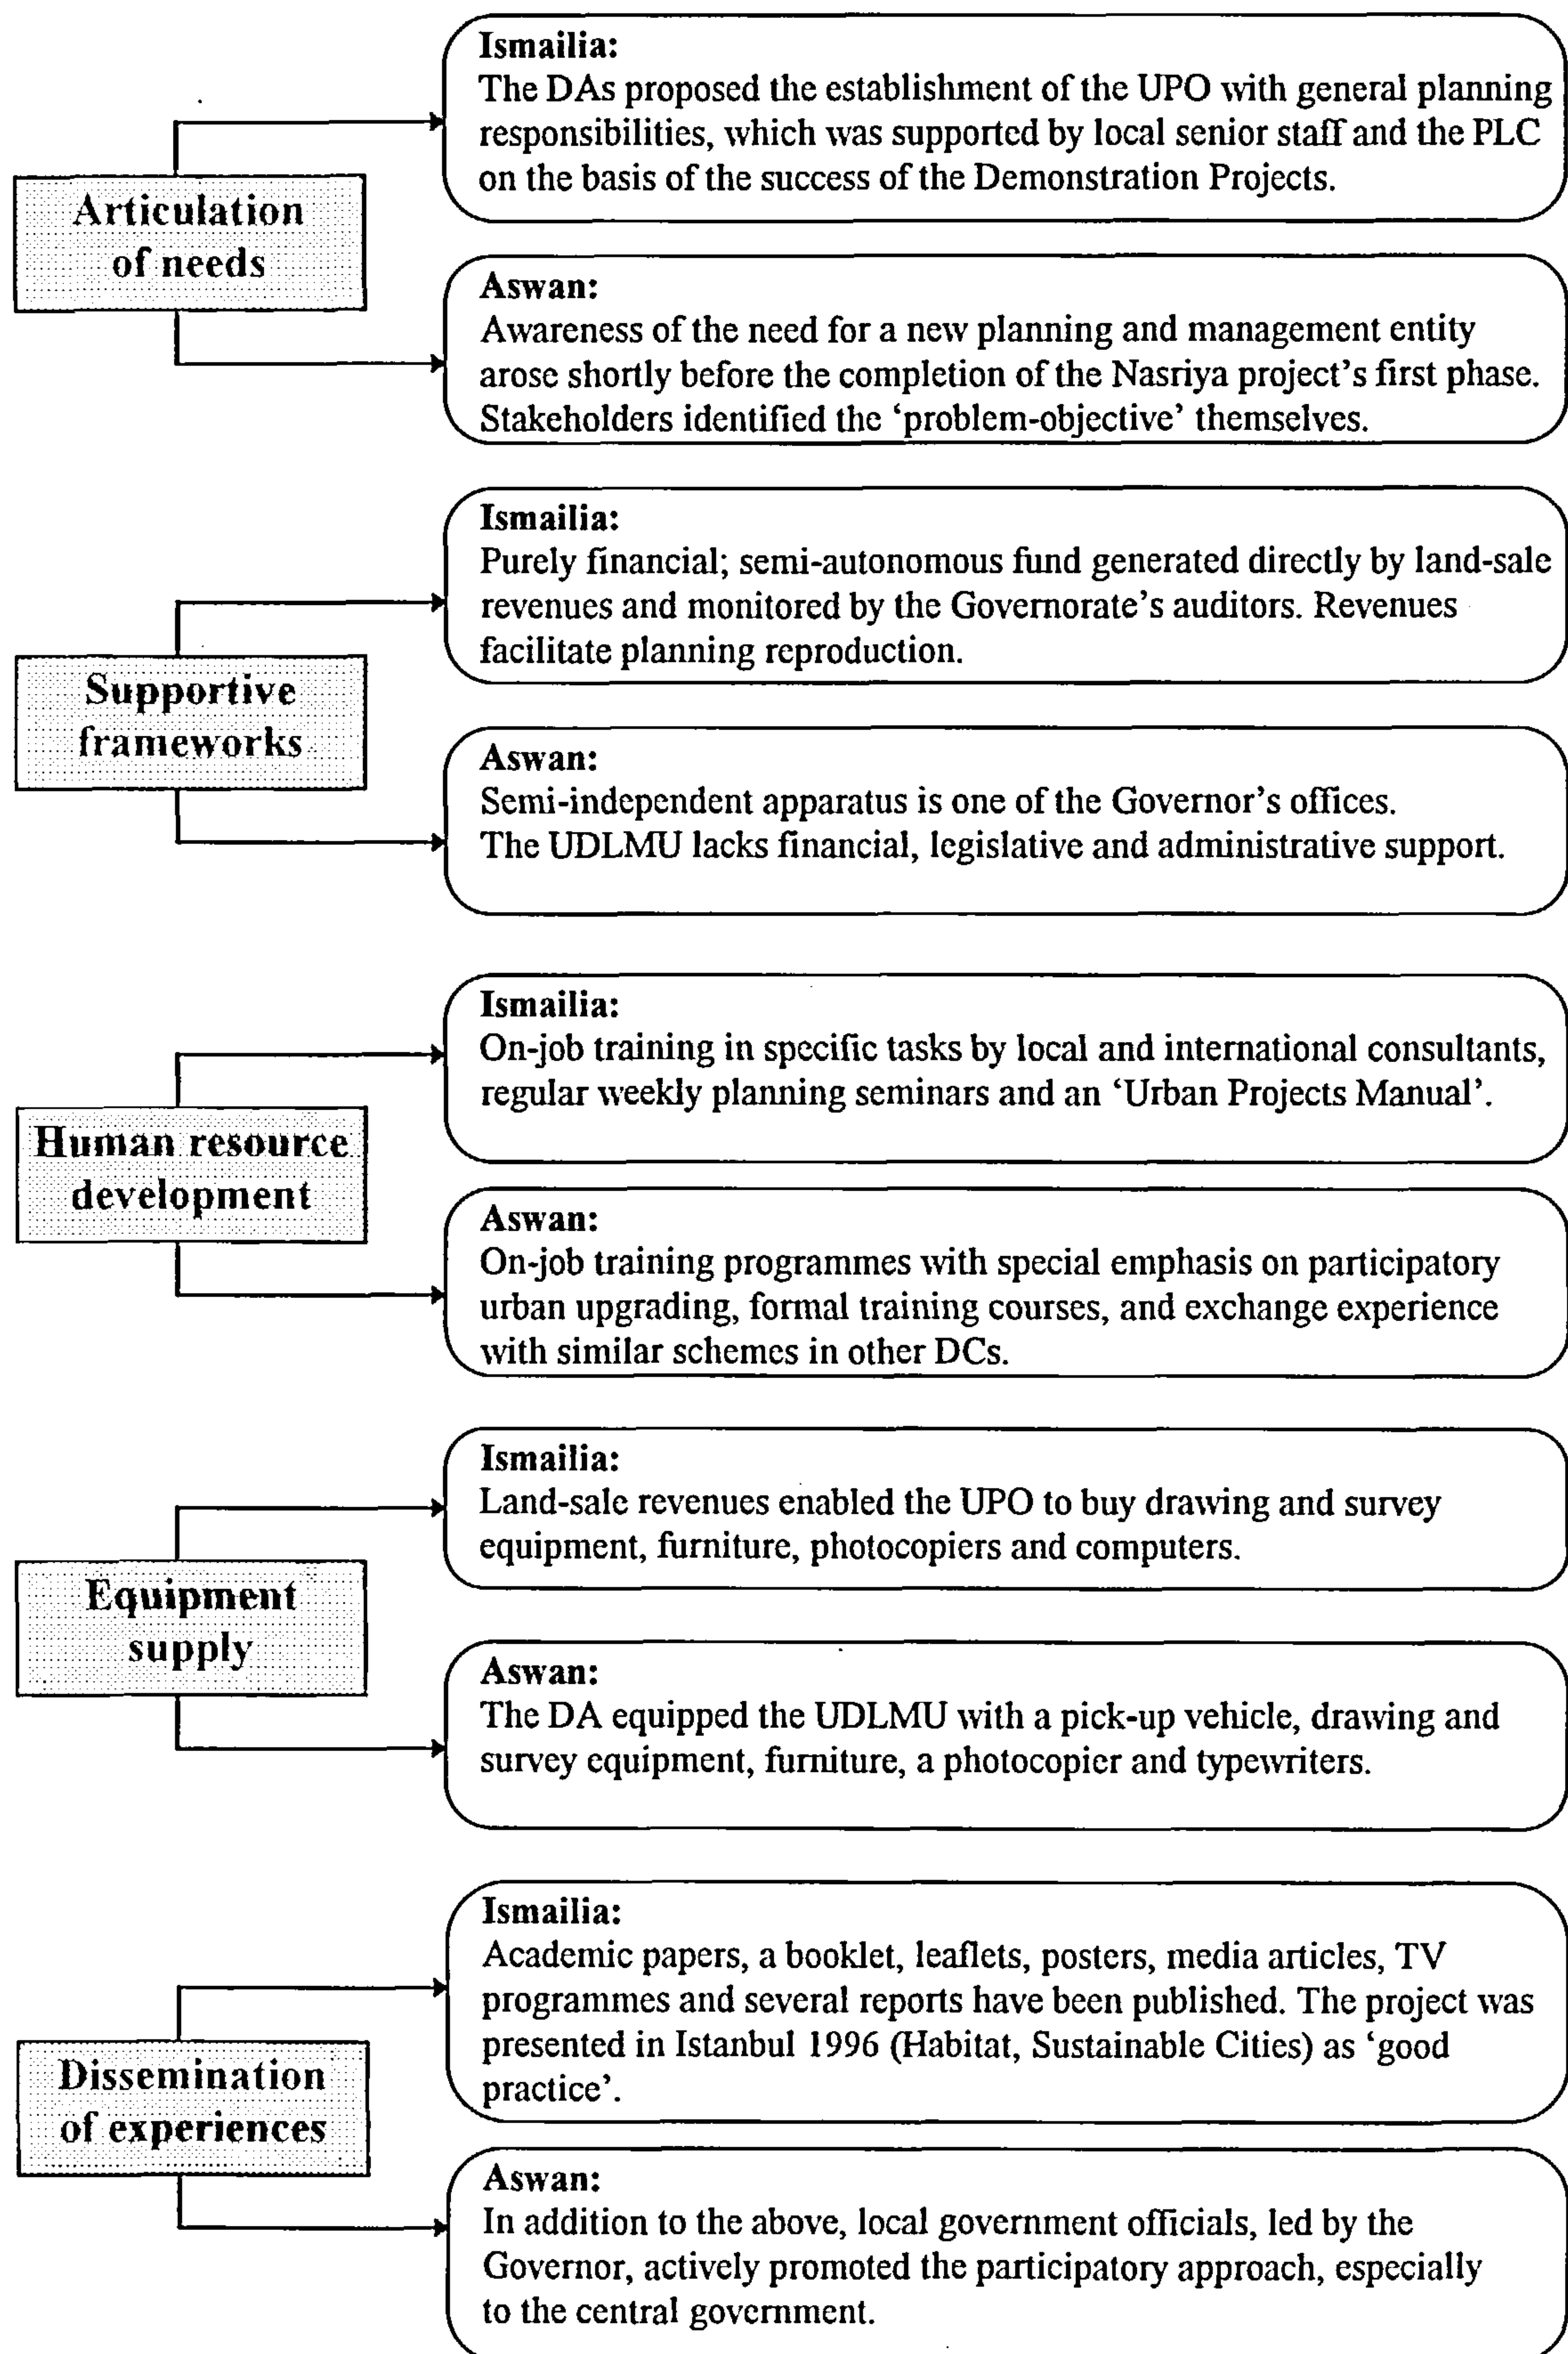 Articulation
of needs
Ismailia:
The DAs proposed the establishment of the UPO with general planning
responsibilities, which was supported by local senior staff and the PLC
on the basis of the success of the Demonstration Projects.
Aswan:
Awareness of the need for a new planning and management entity
arose shortly before the completion of the Nasriya project's first phase.
Stakeholders identified the ‘problem-objective’ themselves.
Supportive
frameworks
Ismailia:
Purely financial; semi-autonomous fund generated directly by land-sale
revenues and monitored by the Governorate's auditors. Revenues
facilitate planning reproduction.
Aswan:
Semi-independent apparatus is one of the Governor's offices.
The UDLMU lacks financial, legislative and administrative support.
Human resource
development
Ismailia:
On-job training in specific tasks by local and international consultants,
regular weekly planning seminars and an ‘Urban Projects Manual’.
Aswan:
On-job training programmes with special emphasis on participatory
urban upgrading, formal training courses, and exchange experience
with similar schemes in other DCs.
Equipment
supply
Ismailia:
Land-sale revenues enabled the UPO to buy drawing and survey
equipment, furniture, photocopiers and computers.
Aswan:
The DA equipped the UDLMU with a pick-up vehicle, drawing and
survey equipment, furniture, a photocopier and typewriters.
Dissemination
of experiences
Ismailia:
Academic papers, a booklet, leaflets, posters, media articles, TV
programmes and several reports have been published. The project was
presented in Istanbul 1996 (Habitat, Sustainable Cities) as ‘good
practice’.
Aswan:
In addition to the above, local government officials, led by the
Governor, actively promoted the participatory approach, especially
to the central government.